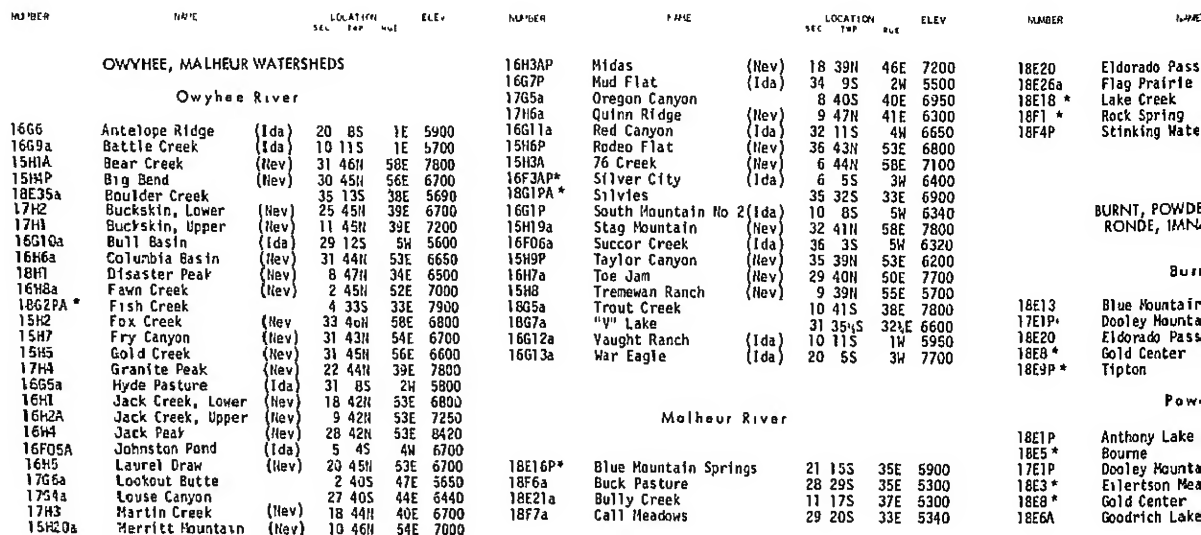 NUMBER NAME LOCATION ELEV
SEC TWP RGE
OWYHEE, MALHEUR WATERSHEDS
Owyhee River
16G6 Antelope Ridge (Ida) 20 8S 1E 5900
16G9a Battle Creek (Ida) 10 11S 1E 5700
15H1A Bear Creek (Nev) 31 46N 58E 7800
15H4P Big Bend (Nev) 30 45N 56E 6700
18E35a Boulder Creek 35 13S 38E 5690
17H2 Buckskin, Lower (Nev) 25 45N 39E 6700
17H1 Buckskin, Upper (Nev) 11 45N 39E 7200
16G10a Bull Basin (Ida) 29 12S 5W 5600
16H6a Columbia Basin (Nev) 31 44N 53E 6650
18H1 Disaster Peak (Nev) 8 47N 34E 6500
16H8a Fawn Creek (Nev) 2 45N 52E 7000
18G2PA * Fish Creek 4 33S 33E 7900
15H2 Fox Creek (Nev 33 46N 58E 6800
15H7 Fry Canyon (Nev) 31 43N 54E 6700
15H5 Gold Creek (Nev) 31 45N 56E 6600
17H4 Granite Peak (Nev) 22 44N 39E 7800
16G5a Hyde Pasture (Ida) 31 8S 2W 5800
16H1 Jack Creek, Lower (Nev) 18 42N 53E 6800
16H2A Jack Creek, Upper (Nev) 9 42N 53E 7250
16H4 Jack Peak (Nev) 28 42N 53E 8420
16F05A Johnston Pond (Ida) 5 4S 4W 6700
16H5 Laurel Draw (Nev) 20 45N 53E 6700
17G6a Lookout Butte 2 40S 47E 5650
17G4a Louse Canyon 27 40S 44E 6440
17H3 Martin Creek (Nev) 18 44N 40E 6700
15H20a Merritt Mountain (Nev) 10 46N 54E 7000
NUMBER NAME LOCATION ELEV
SEC TWP RGE
16H3AP Midas (Nev) 18 39N 46E 7200
16G7P Mud Flat (Ida) 34 9S 2W 5500
17G5a Oregon Canyon 8 40S 40E 6950
17H6a Quinn Ridge (Nev) 9 47N 41E 6300
16G11a Red Canyon (Ida) 32 11S 4W 6650
15H6P Rodeo Flat (Nev) 36 43N 53E 6800
15H3A 76 Creek (Nev) 6 44N 58E 7100
16F3AP* Silver City (Ida) 6 5S 3W 6400
18G1PA * Silvies 35 32S 33E 6900
16G1P South Mountain No 2(Ida) 10 8S 5W 6340
15H19a Stag Mountain (Nev) 32 41N 58E 7800
16F06a Succor Creek (Ida) 36 3S 5W 6320
15H9P Taylor Canyon (Nev) 35 39N 53E 6200
16H7a Toe Jam (Nev) 29 40N 50E 7700
15H8 Tremewan Ranch (Nev) 9 39N 55E 5700
18G5a Trout Creek 10 41S 38E 7800
18G7a "V" Lake 31 35½S 32½E 6600
16G12a Vaught Ranch (Ida) 10 11S 1W 5950
16G13a War Eagle (Ida) 20 5S 3W 7700
Malheur River
18E16P* Blue Mountain Springs 21 15S 35E 5900
18F6a Buck Pasture 28 29S 35E 5300
18E21a Bully Creek 11 17S 37E 5300
18F7a Call Meadows 29 20S 33E 5340
NUMBER NAME
18E20 Eldorado Pass
18E26a Flag Prairie
18E18 * Lake Creek
18F1 * Rock Spring
18F4P Stinking Wate
BURNT, POWDE
RONDE, IMNA
Bur
18E13 Blue Mountain
17E1P* Dooley Mounta
18E20 Eldorado Pass
18E8 * Gold Center
18E9P * Tipton
Pow
18E1P Anthony Lake
18E5 * Bourne
17E1P Dooley Mounta
18E3 * Eilertson Mea
18E8 * Gold Center
18E6A Goodrich Lake